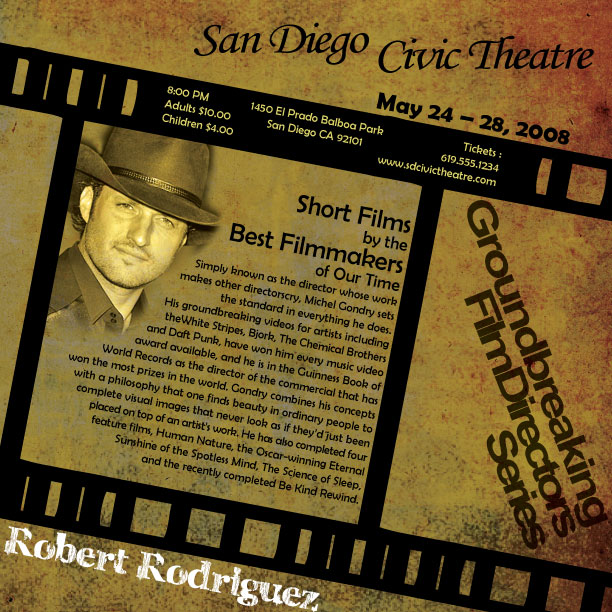 San Diego Civic Theatre
May 24 – 28, 2008
8:00 PM
Adults $10.00
Children $4.00
1450 El Prado Balboa Park
San Diego CA 92101
Tickets :
619.555.1234
www.sdcivictheatre.com
Short Films
by the
Best Filmmakers
of Our Time
Simply known as the director whose work
makes other directorscry, Michel Gondry sets
the standard in everything he does.
His groundbreaking videos for artists including
theWhite Stripes, Bjork, The Chemical Brothers
and Daft Punk, have won him every music video
award available, and he is in the Guinness Book of
World Records as the director of the commercial that has
won the most prizes in the world. Gondry combines his concepts
with a philosophy that one finds beauty in ordinary people to
complete visual images that never look as if they'd just been
placed on top of an artist's work. He has also completed four
feature films, Human Nature, the Oscar-winning Eternal
Sunshine of the Spotless Mind, The Science of Sleep,
and the recently completed Be Kind Rewind.
Groundbreaking
FilmDirectors
Series
Robert Rodriguez